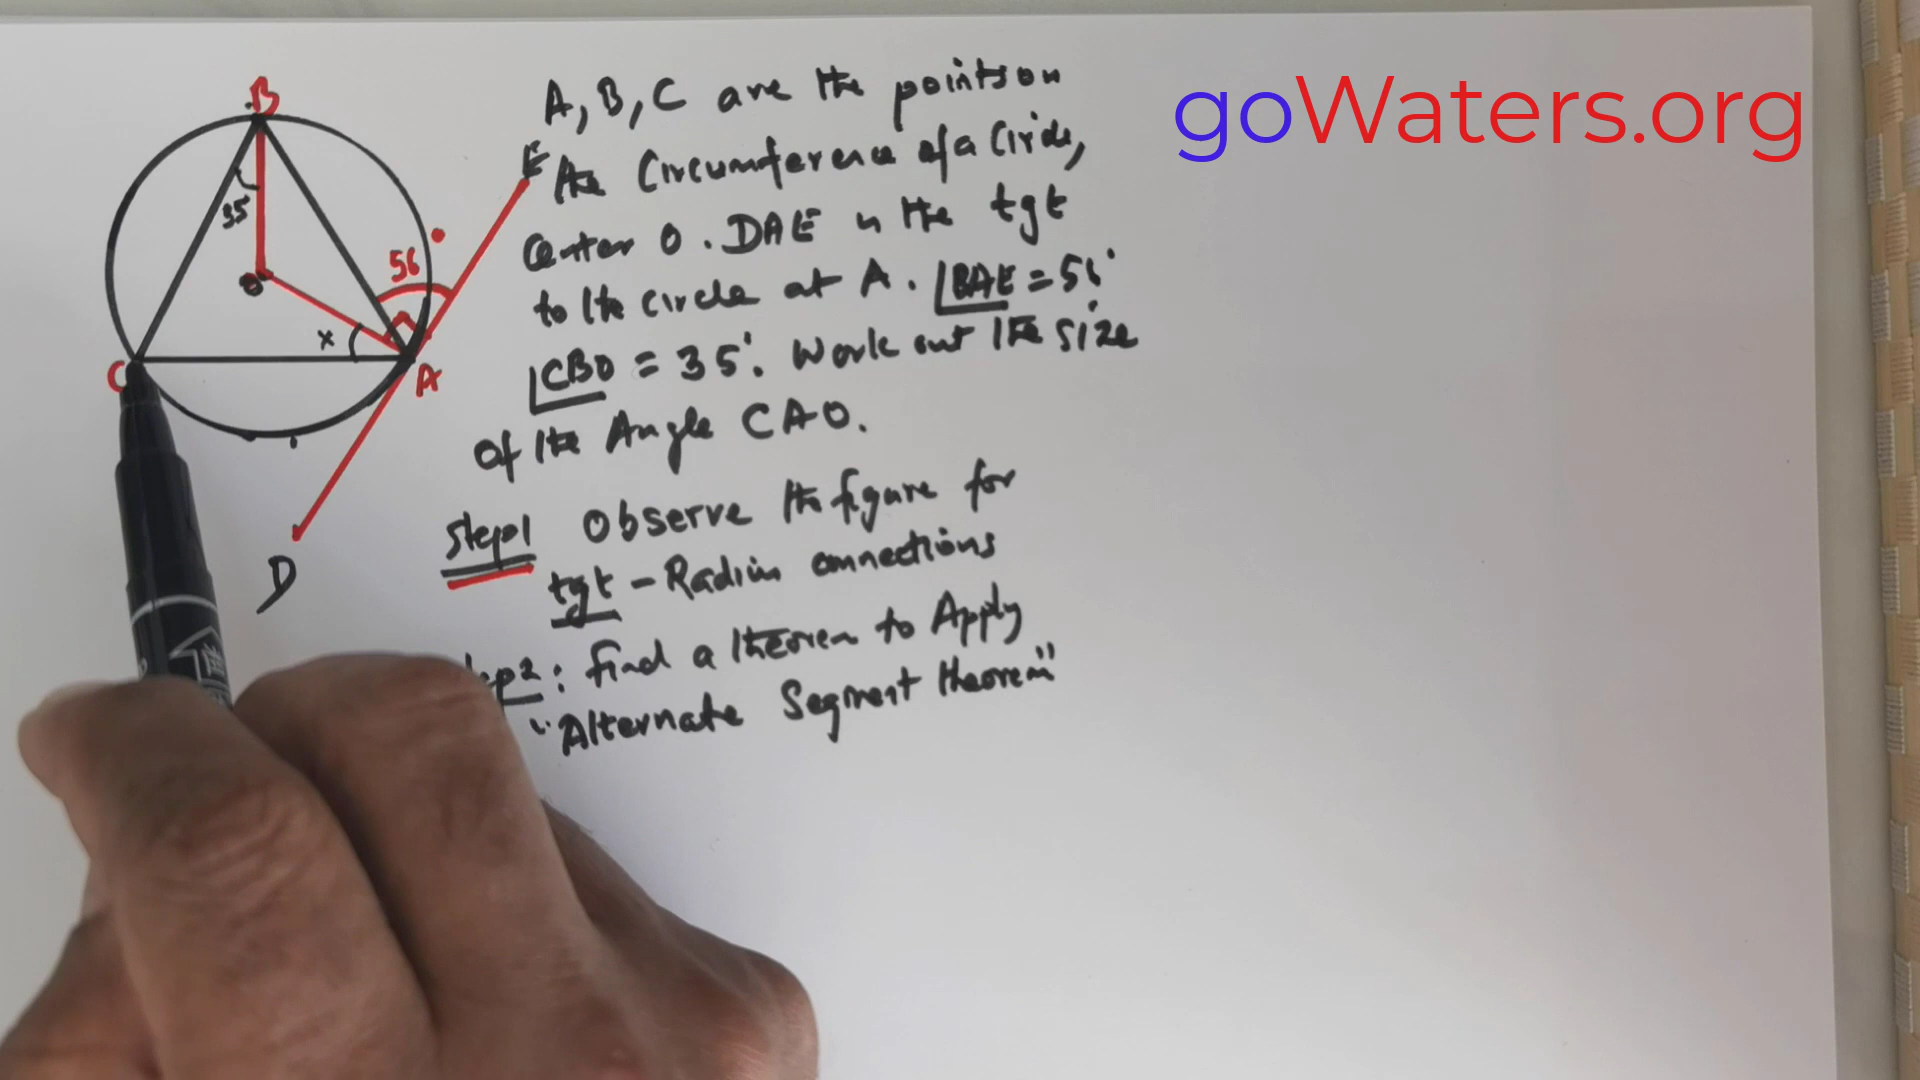 goWaters.org
B
E
35
56
O
x
C
A
D
A, B, C are the points on
the Circumference of a Circle,
Center O. DAE is the tgt
to the circle at A. ∠BAE = 56°
∠CBO = 35°. Work out the size
of the Angle CAO.
Step1 Observe the figure for
tgt - Radius connections
ep2: find a theorem to Apply
"Alternate Segment theorem"